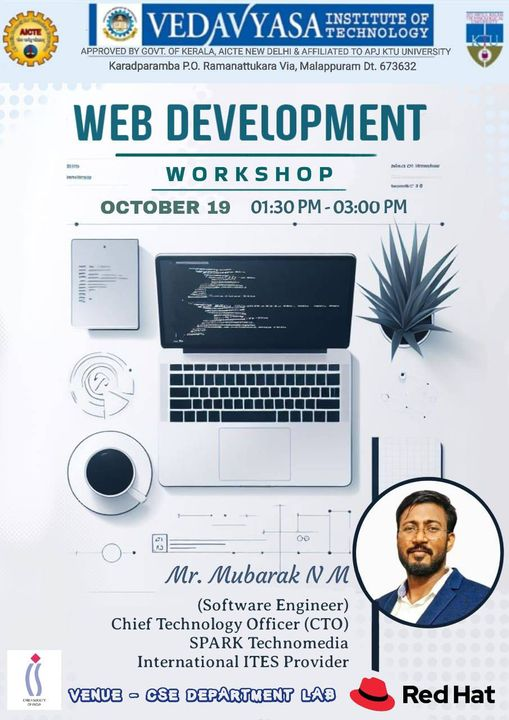 AICTE
VEDAVYASA INSTITUTE OF TECHNOLOGY
APPROVED BY GOVT. OF KERALA, AICTE NEW DELHI & AFFILIATED TO APJ KTU UNIVERSITY
Karadparamba P.O. Ramanattukara Via, Malappuram Dt. 673632
KTU
WEB DEVELOPMENT
WORKSHOP
OCTOBER 19 01:30 PM - 03:00 PM
Mr. Mubarak N M
(Software Engineer)
Chief Technology Officer (CTO)
SPARK Technomedia
International ITES Provider
VENUE - CSE DEPARTMENT LAB
Red Hat